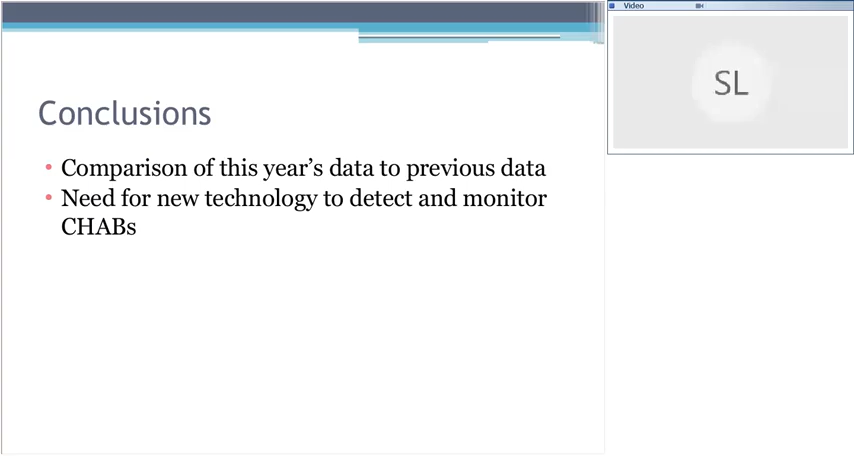 Video
SL
Conclusions
• Comparison of this year's data to previous data
• Need for new technology to detect and monitor
CHABs